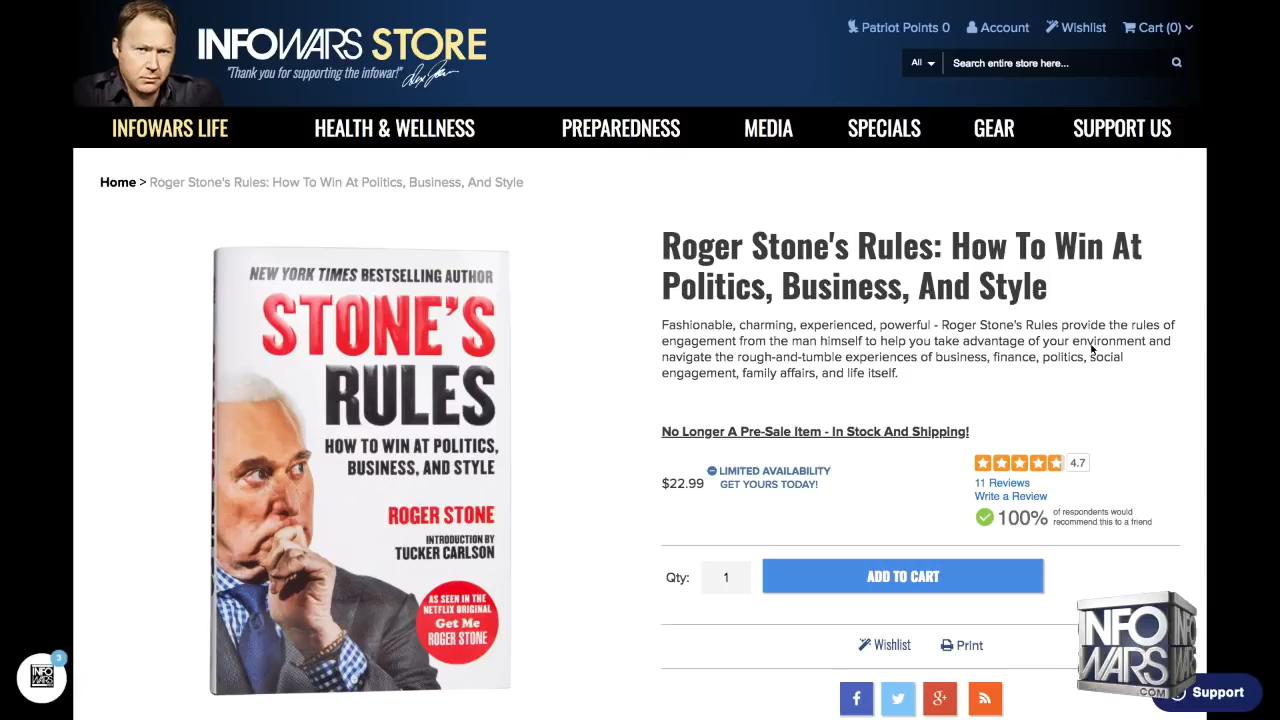 INFOWARS STORE
"Thank you for supporting the infowar!"
Patriot Points 0
Account
Wishlist
Cart (0)
All
Search entire store here...
INFOWARS LIFE
HEALTH & WELLNESS
PREPAREDNESS
MEDIA
SPECIALS
GEAR
SUPPORT US
Home > Roger Stone's Rules: How To Win At Politics, Business, And Style
NEW YORK TIMES BESTSELLING AUTHOR
STONE'S
RULES
HOW TO WIN AT POLITICS,
BUSINESS, AND STYLE
ROGER STONE
INTRODUCTION BY
TUCKER CARLSON
AS SEEN IN THE
NETFLIX ORIGINAL
Get Me
ROGER STONE
Roger Stone's Rules: How To Win At
Politics, Business, And Style
Fashionable, charming, experienced, powerful - Roger Stone's Rules provide the rules of
engagement from the man himself to help you take advantage of your environment and
navigate the rough-and-tumble experiences of business, finance, politics, social
engagement, family affairs, and life itself.
No Longer A Pre-Sale Item - In Stock And Shipping!
$22.99
LIMITED AVAILABILITY
GET YOURS TODAY!
4.7
11 Reviews
Write a Review
100%
of respondents would
recommend this to a friend
Qty:
1
ADD TO CART
Wishlist
Print
INFO
WARS
.COM
Support
INFO
WARS
3